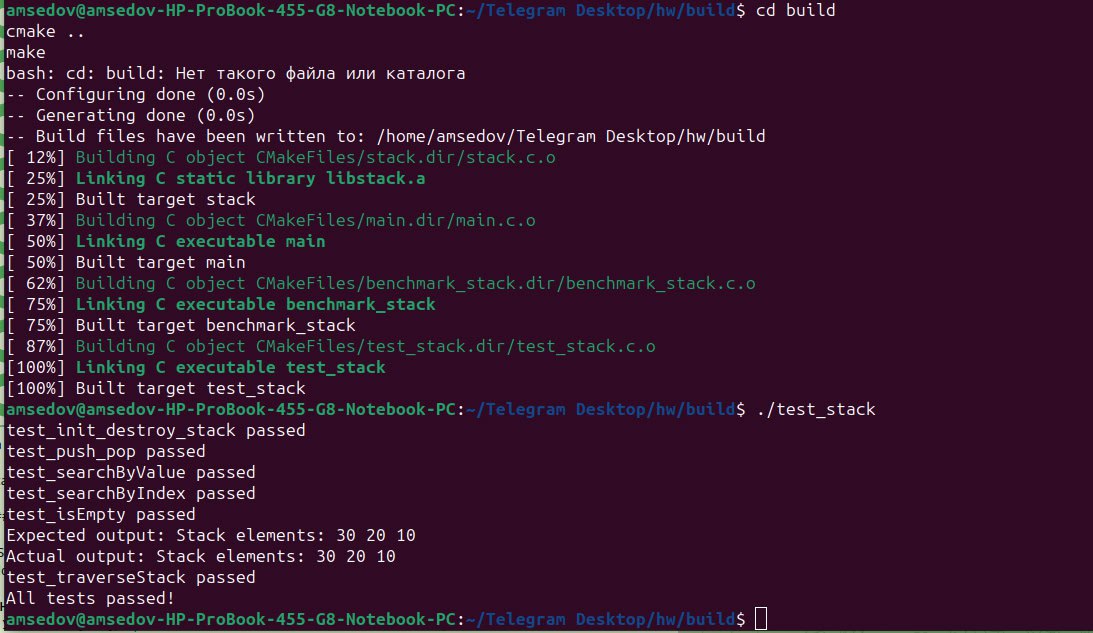 amsedov@amsedov-HP-ProBook-455-G8-Notebook-PC:~/Telegram Desktop/hw/build$ cd build
cmake ..
make
bash: cd: build: Нет такого файла или каталога
-- Configuring done (0.0s)
-- Generating done (0.0s)
-- Build files have been written to: /home/amsedov/Telegram Desktop/hw/build
[ 12%] Building C object CMakeFiles/stack.dir/stack.c.o
[ 25%] Linking C static library libstack.a
[ 25%] Built target stack
[ 37%] Building C object CMakeFiles/main.dir/main.c.o
[ 50%] Linking C executable main
[ 50%] Built target main
[ 62%] Building C object CMakeFiles/benchmark_stack.dir/benchmark_stack.c.o
[ 75%] Linking C executable benchmark_stack
[ 75%] Built target benchmark_stack
[ 87%] Building C object CMakeFiles/test_stack.dir/test_stack.c.o
[100%] Linking C executable test_stack
[100%] Built target test_stack
amsedov@amsedov-HP-ProBook-455-G8-Notebook-PC:~/Telegram Desktop/hw/build$ ./test_stack
test_init_destroy_stack passed
test_push_pop passed
test_searchByValue passed
test_searchByIndex passed
test_isEmpty passed
Expected output: Stack elements: 30 20 10
Actual output: Stack elements: 30 20 10
test_traverseStack passed
All tests passed!
amsedov@amsedov-HP-ProBook-455-G8-Notebook-PC:~/Telegram Desktop/hw/build$